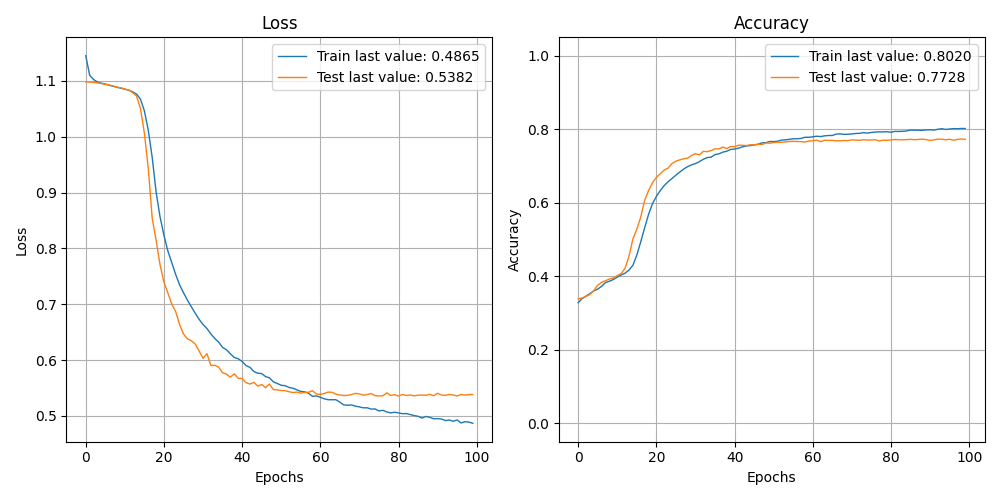 Loss
Train last value: 0.4865
Test last value: 0.5382
1.1
1.0
0.9
0.8
0.7
0.6
0.5
Loss
0 20 40 60 80 100
Epochs
Accuracy
Train last value: 0.8020
Test last value: 0.7728
1.0
0.8
0.6
0.4
0.2
0.0
Accuracy
0 20 40 60 80 100
Epochs